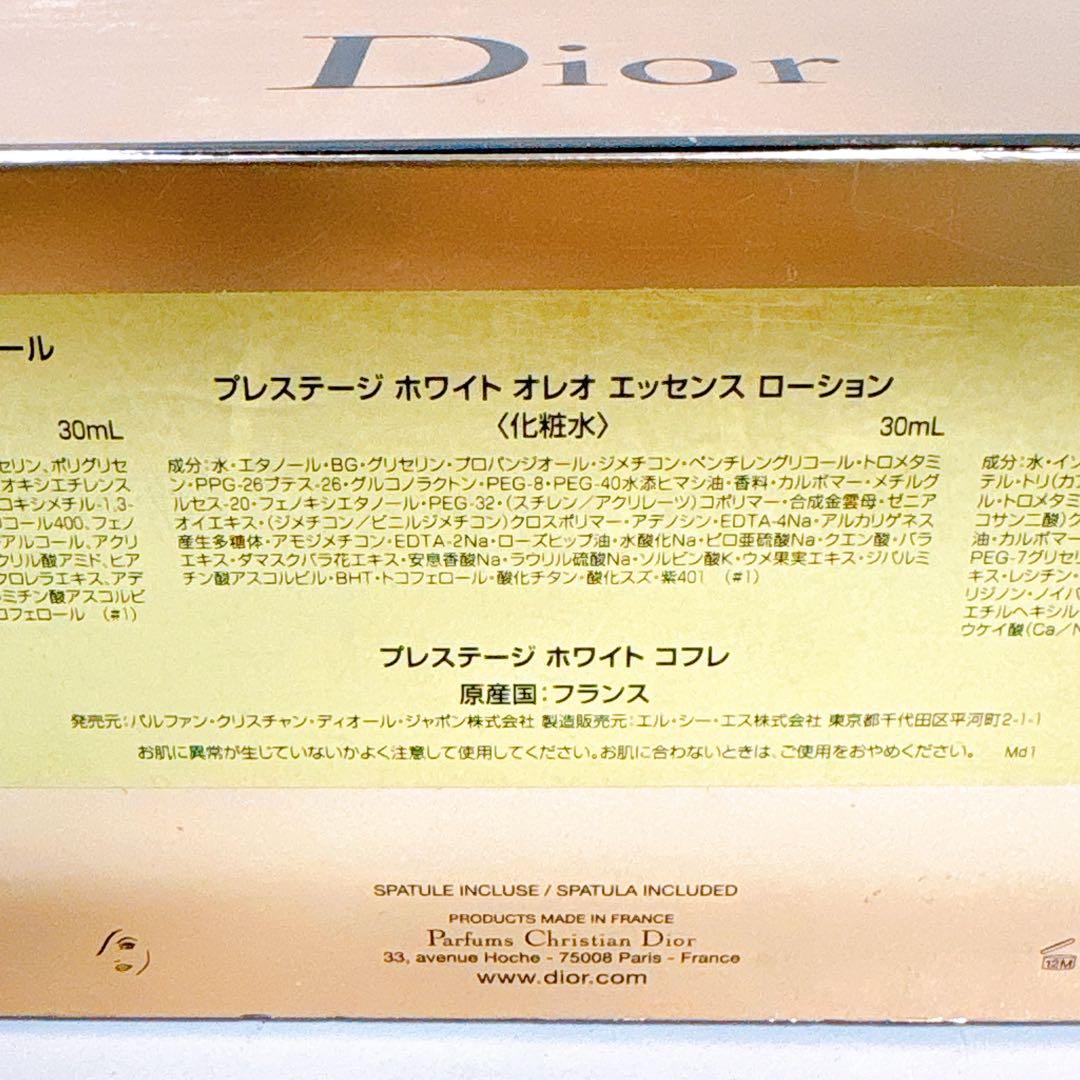 Dior
ール
30mL
セリン、ポリグリセ
オキシエチレンス
コキシメチル-1,3-
リコール400、フェノ
アルコール、アクリ
クリル酸アミド、ヒア
クロレラエキス、アデ
ミチン酸アスコルビ
コフェロール (#1)
プレステージ ホワイト オレオ エッセンス ローション
〈化粧水〉 30mL
成分:水・エタノール・BG・グリセリン・プロパンジオール・ジメチコン・ペンチレングリコール・トロメタミ
ン・PPG-26ブテス-26・グルコノラクトン・PEG-8・PEG-40水添ヒマシ油・香料・カルボマー・メチルグ
ルセス-20・フェノキシエタノール・PEG-32・(スチレン/アクリレーツ)コポリマー・合成金雲母・ゼニア
オイエキス・(ジメチコン/ビニルジメチコン)クロスポリマー・アデノシン・EDTA-4Na・アルカリゲネス
産生多糖体・アモジメチコン・EDTA-2Na・ローズヒップ油・水酸化Na・ピロ亜硫酸Na・クエン酸・バラ
エキス・ダマスクバラ花エキス・安息香酸Na・ラウリル硫酸Na・ソルビン酸K・ウメ果実エキス・ジパルミ
チン酸アスコルビル・BHT・トコフェロール・酸化チタン・酸化スズ・紫401 (#1)
成分:水・イン
テル・トリ(カプ
ル・トロメタミ
コサン二酸)ク
油・カルボマー・
PEG-7グリセリ
キス・レシチン・
リジノン・ノイバ
エチルヘキシル・
ウケイ酸(Ca/N
プレステージ ホワイト コフレ
原産国:フランス
発売元:パルファン・クリスチャン・ディオール・ジャポン株式会社 製造販売元:エル・シー・エス株式会社 東京都千代田区平河町2-1-1
お肌に異常が生じていないかよく注意して使用してください。お肌に合わないときは、ご使用をおやめください。 Md1
SPATULE INCLUSE / SPATULA INCLUDED
PRODUCTS MADE IN FRANCE
Parfums Christian Dior
33, avenue Hoche - 75008 Paris - France
www.dior.com
12M